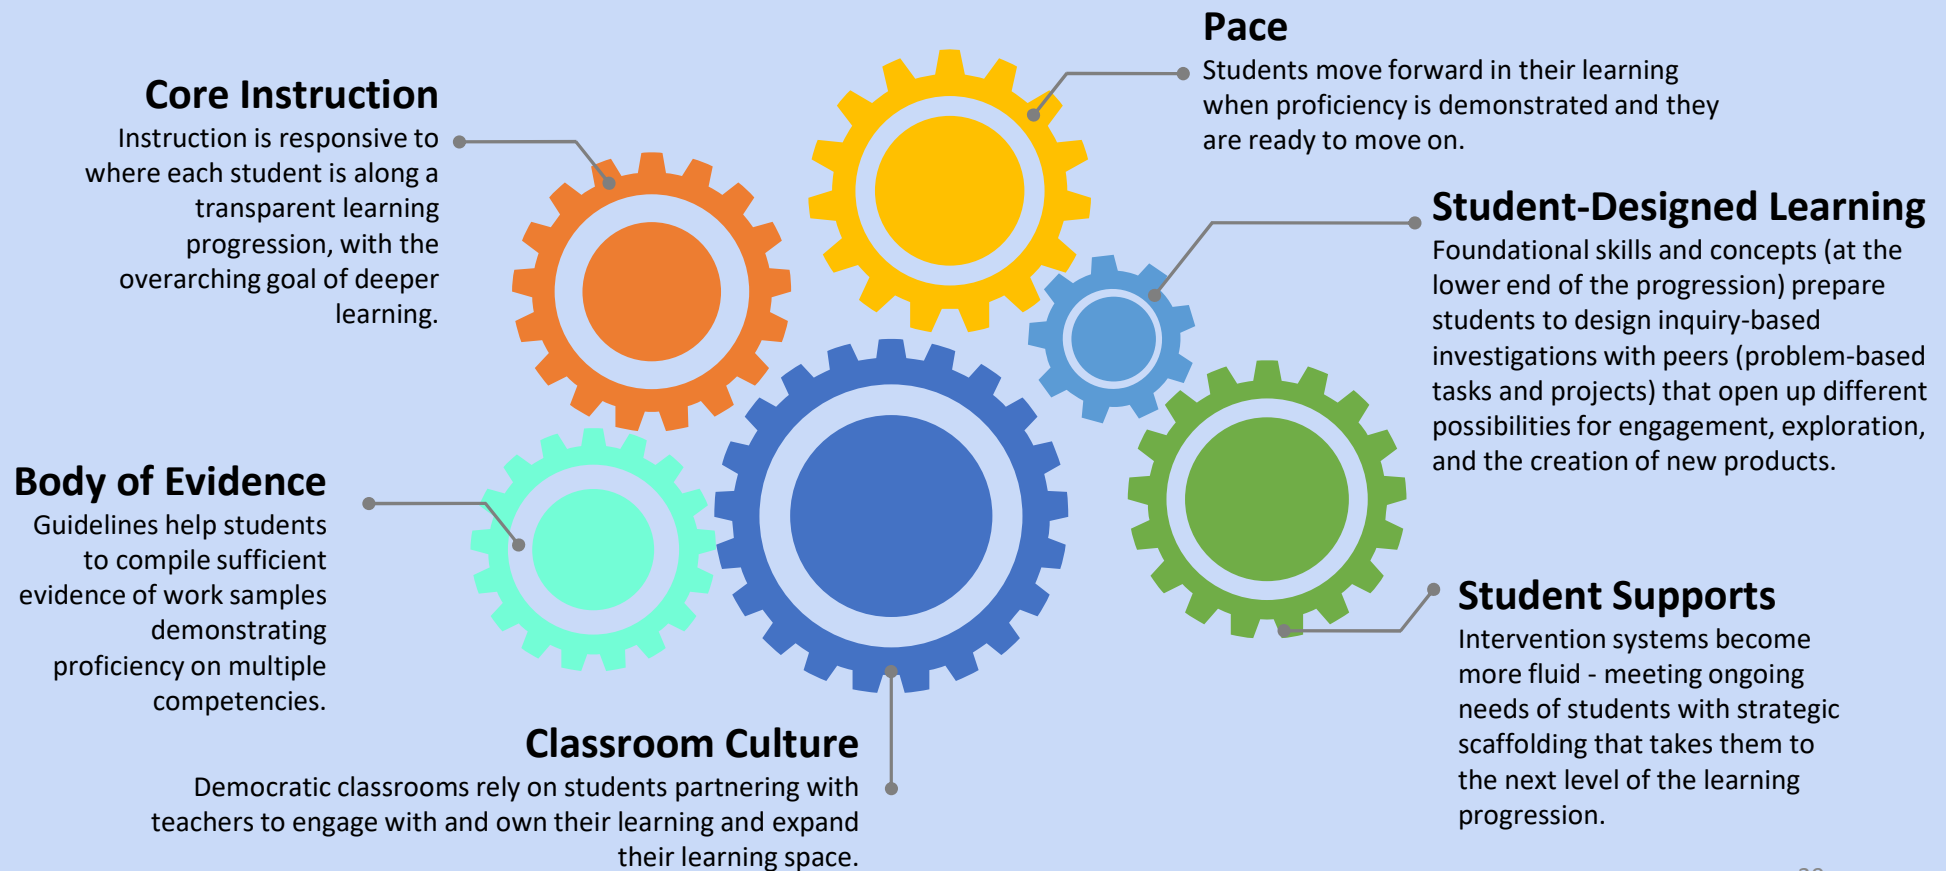 Core Instruction
Instruction is responsive to
where each student is along a
transparent learning
progression, with the
overarching goal of deeper
learning.
Pace
Students move forward in their learning
when proficiency is demonstrated and they
are ready to move on.
Student-Designed Learning
Foundational skills and concepts (at the
lower end of the progression) prepare
students to design inquiry-based
investigations with peers (problem-based
tasks and projects) that open up different
possibilities for engagement, exploration,
and the creation of new products.
Body of Evidence
Guidelines help students
to compile sufficient
evidence of work samples
demonstrating
proficiency on multiple
competencies.
Student Supports
Intervention systems become
more fluid - meeting ongoing
needs of students with strategic
scaffolding that takes them to
the next level of the learning
progression.
Classroom Culture
Democratic classrooms rely on students partnering with
teachers to engage with and own their learning and expand
their learning space.